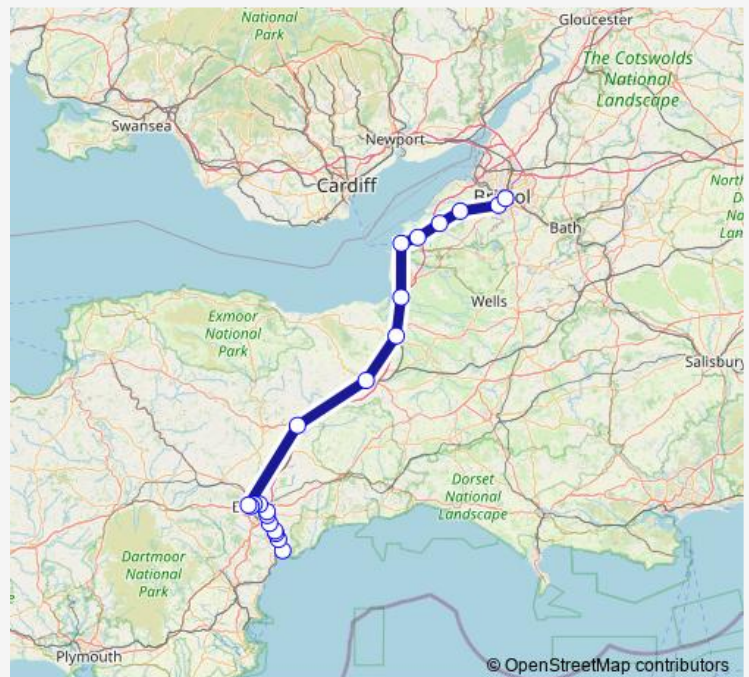 National
Park
Gloucester
The Cotswolds
National
Landscape
Swansea
Newport
Cardiff
Bath
Wells
Exmoor
National
Park
Salisbury
Dorset
National
Landscape
Dartmoor
National
Park
Plymouth
© OpenStreetMap contributors